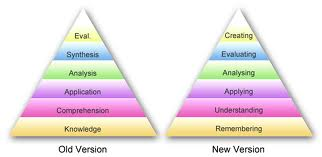 Eval.
Synthesis
Analysis
Application
Comprehension
Knowledge
Old Version
Creating
Evaluating
Analysing
Applying
Understanding
Remembering
New Version